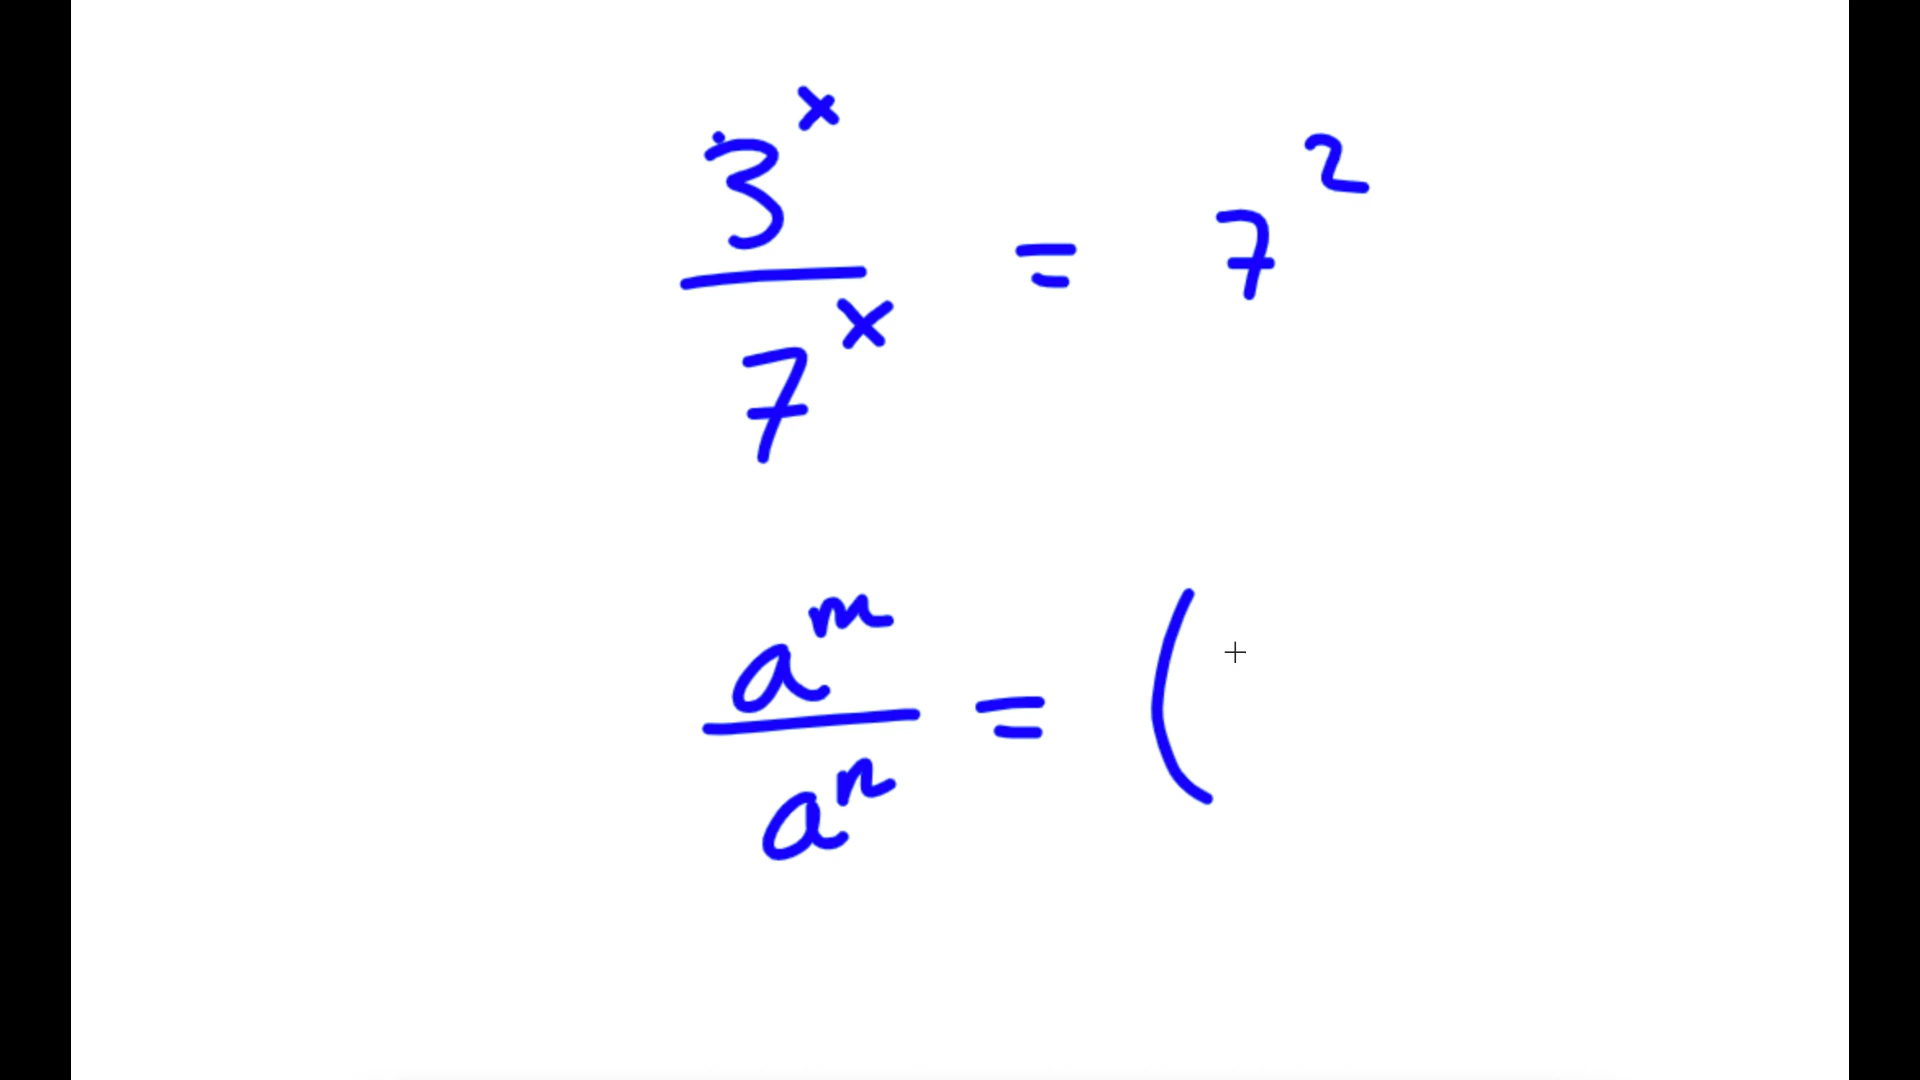 3^x / 7^x = 7^2
a^m / a^n = (